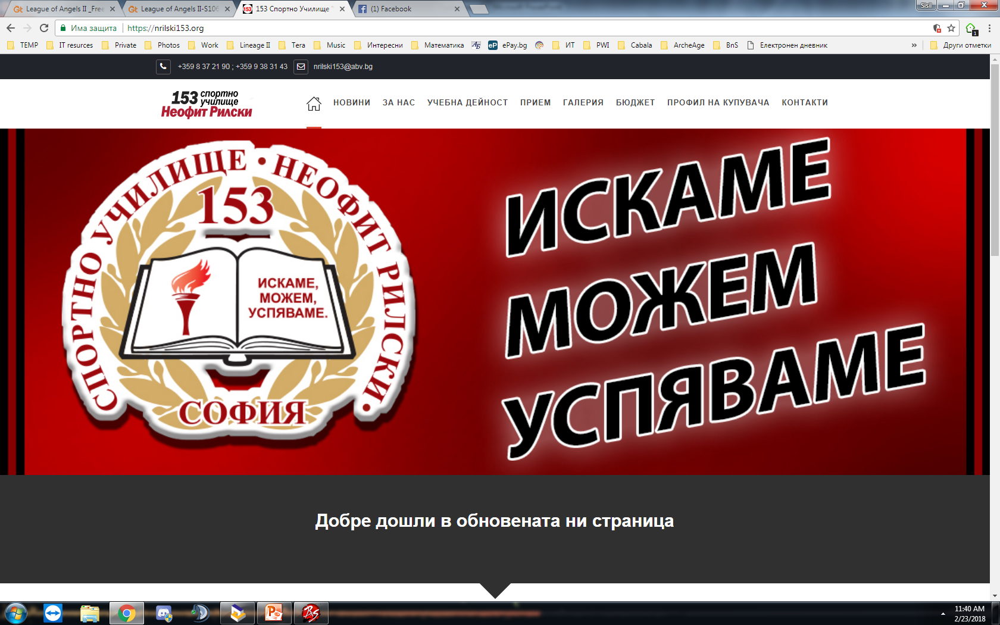 League of Angels II _Free
League of Angels II-S106
153 Спортно Училище "
(1) Facebook
Sisil
Има защита
https://nrilski153.org
1
TEMP
IT resurces
Private
Photos
Work
Lineage II
Tera
Music
Интересни
Математика
АБ
eP
ePay.bg
ИТ
PWI
Cabala
ArcheAge
BnS
Електронен дневник
»
Други отметки
+359 8 37 21 90 ; +359 9 38 31 43
nrilski153@abv.bg
153 спортно
училище
Неофит Рилски
НОВИНИ
ЗА НАС
УЧЕБНА ДЕЙНОСТ
ПРИЕМ
ГАЛЕРИЯ
БЮДЖЕТ
ПРОФИЛ НА КУПУВАЧА
КОНТАКТИ
СПОРТНО УЧИЛИЩЕ • НЕОФИТ РИЛСКИ •
153
ИСКАМЕ,
МОЖЕМ,
УСПЯВАМЕ.
СОФИЯ
ИСКАМЕ
МОЖЕМ
УСПЯВАМЕ
Добре дошли в обновената ни страница
11:40 AM
2/23/2018